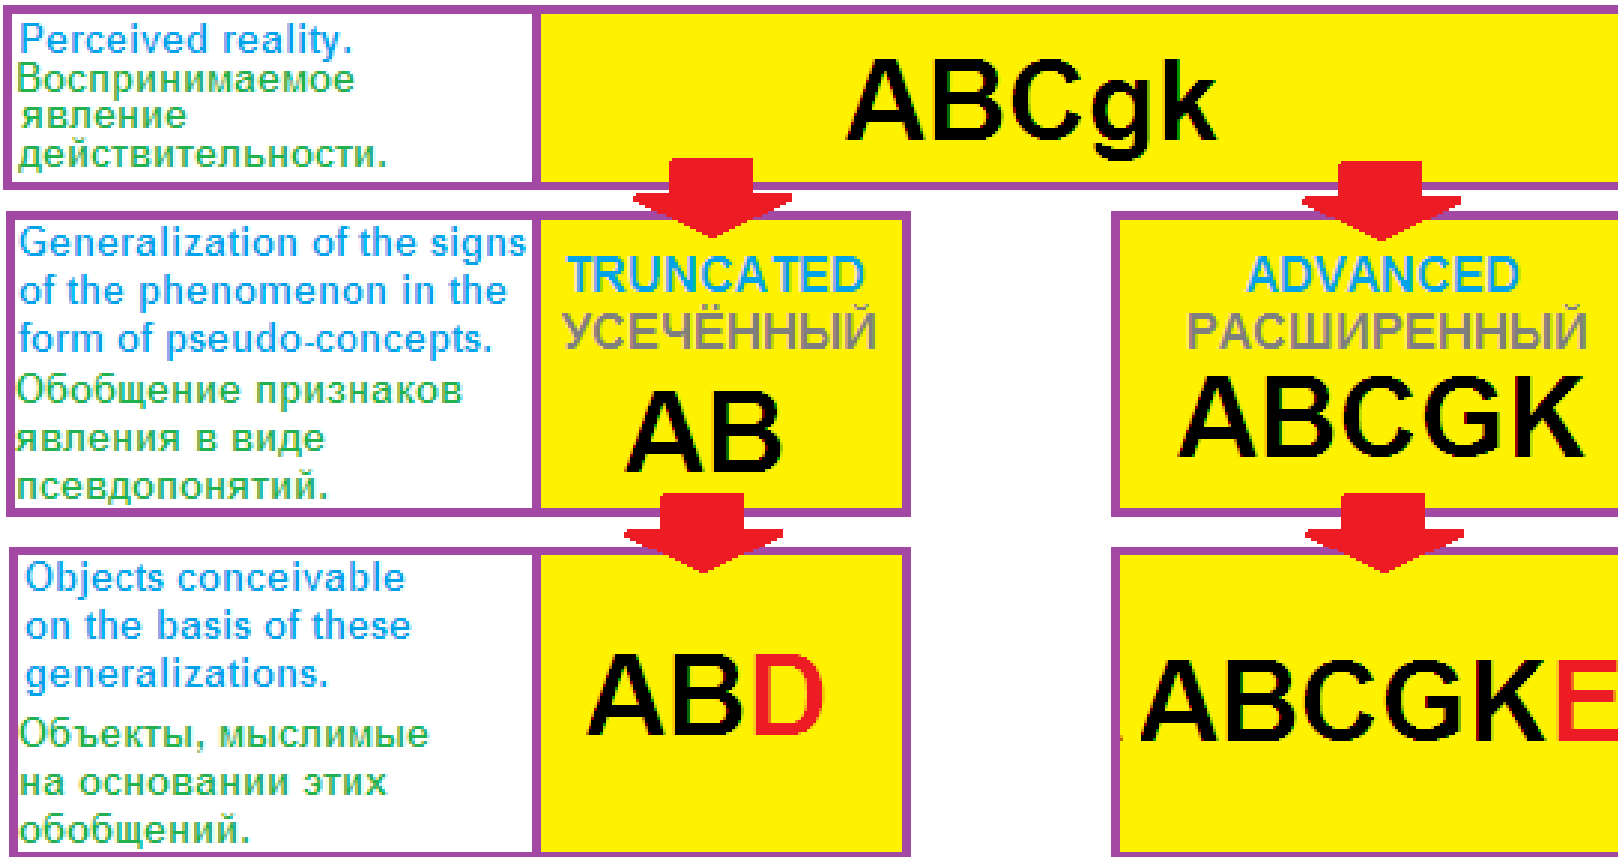 Perceived reality.
Воспринимаемое
явление
действительности.
ABCgk
Generalization of the signs
of the phenomenon in the
form of pseudo-concepts.
Обобщение признаков
явления в виде
псевдопонятий.
TRUNCATED
УСЕЧЁННЫЙ
AB
ADVANCED
РАСШИРЕННЫЙ
ABCGK
Objects conceivable
on the basis of these
generalizations.
Объекты, мыслимые
на основании этих
обобщений.
ABD
ABCGKE